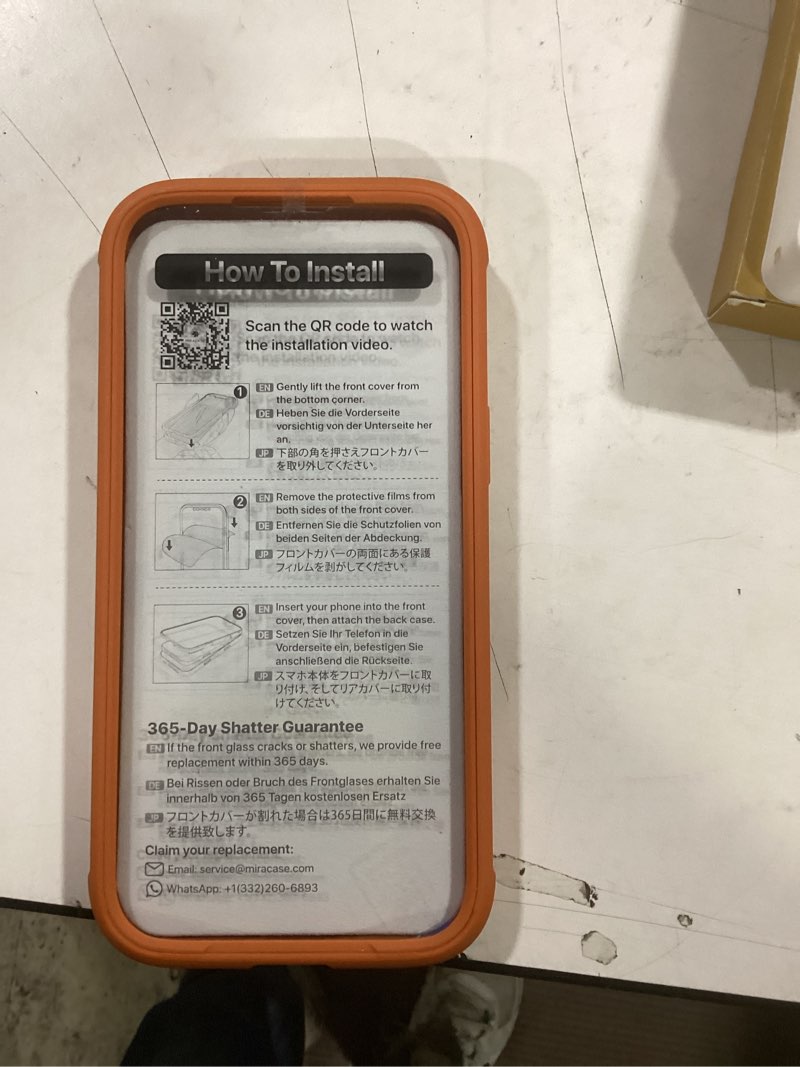 How To Install
Scan the QR code to watch
the installation video.
1
EN Gently lift the front cover from
the bottom corner.
DE Heben Sie die Vorderseite
vorsichtig von der Unterseite her
an.
JP 下部の角を押さえフロントカバー
を取り外してください。
2
EN Remove the protective films from
both sides of the front cover.
DE Entfernen Sie die Schutzfolien von
beiden Seiten der Abdeckung.
JP フロントカバーの両面にある保護
フィルムを剥がしてください。
3
EN Insert your phone into the front
cover, then attach the back case.
DE Setzen Sie Ihr Telefon in die
Vorderseite ein, befestigen Sie
anschließend die Rückseite.
JP スマホ本体をフロントカバーに取
り付け、そしてリアカバーに取り付
けてください。
365-Day Shatter Guarantee
EN If the front glass cracks or shatters, we provide free
replacement within 365 days.
DE Bei Rissen oder Bruch des Frontglases erhalten Sie
innerhalb von 365 Tagen kostenlosen Ersatz
JP フロントカバーが割れた場合は365日間に無料交換
を提供致します。
Claim your replacement:
Email: service@miracase.com
WhatsApp: +1(332)260-6893